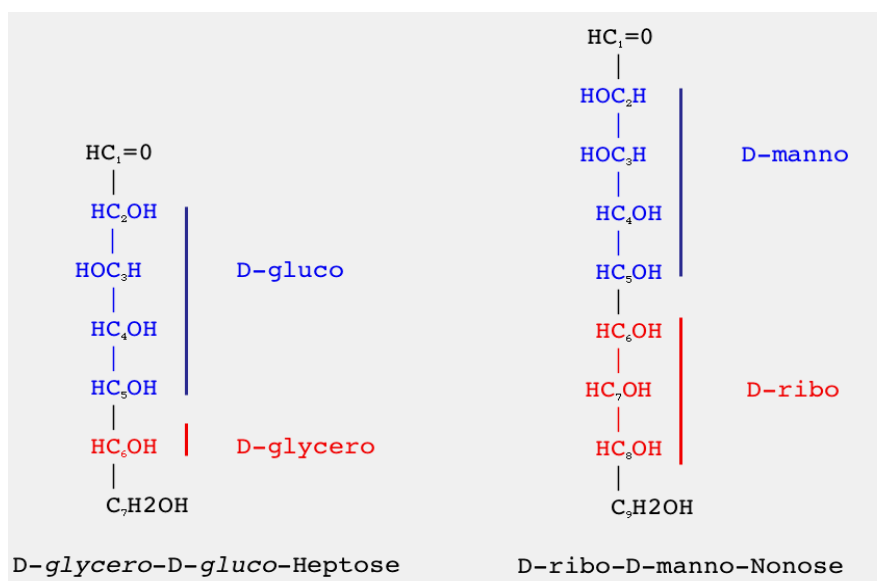 HC₁=0
HC₂OH
HOC₃H
D-gluco
HC₄OH
HC₅OH
HC₆OH
D-glycero
C₇H2OH
D-glycero-D-gluco-Heptose
HC₁=0
HOC₂H
HOC₃H
D-manno
HC₄OH
HC₅OH
HC₆OH
HC₇OH
D-ribo
HC₈OH
C₉H2OH
D-ribo-D-manno-Nonose